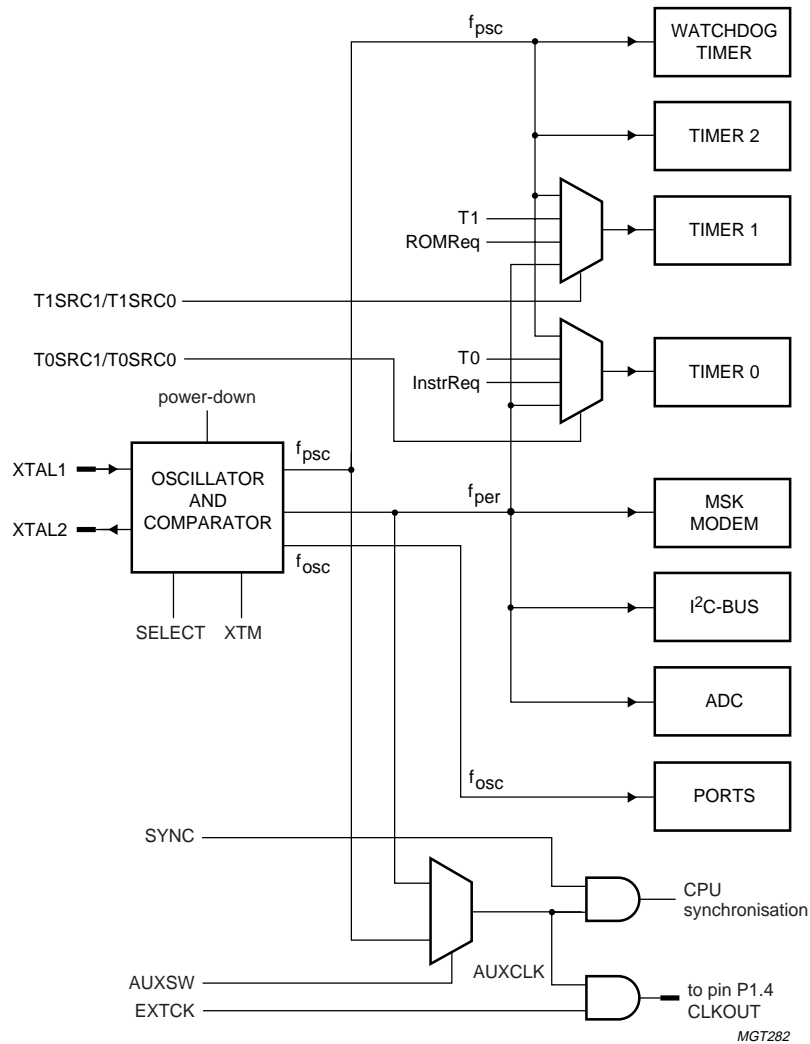 fpsc
WATCHDOG
TIMER
TIMER 2
T1
ROMReq
TIMER 1
T1SRC1/T1SRC0
T0SRC1/T0SRC0
T0
InstrReq
TIMER 0
power-down
XTAL1
XTAL2
OSCILLATOR
AND
COMPARATOR
fpsc
fosc
fper
MSK
MODEM
SELECT
XTM
I²C-BUS
ADC
fosc
PORTS
SYNC
CPU
synchronisation
AUXSW
EXTCK
AUXCLK
to pin P1.4
CLKOUT
MGT282